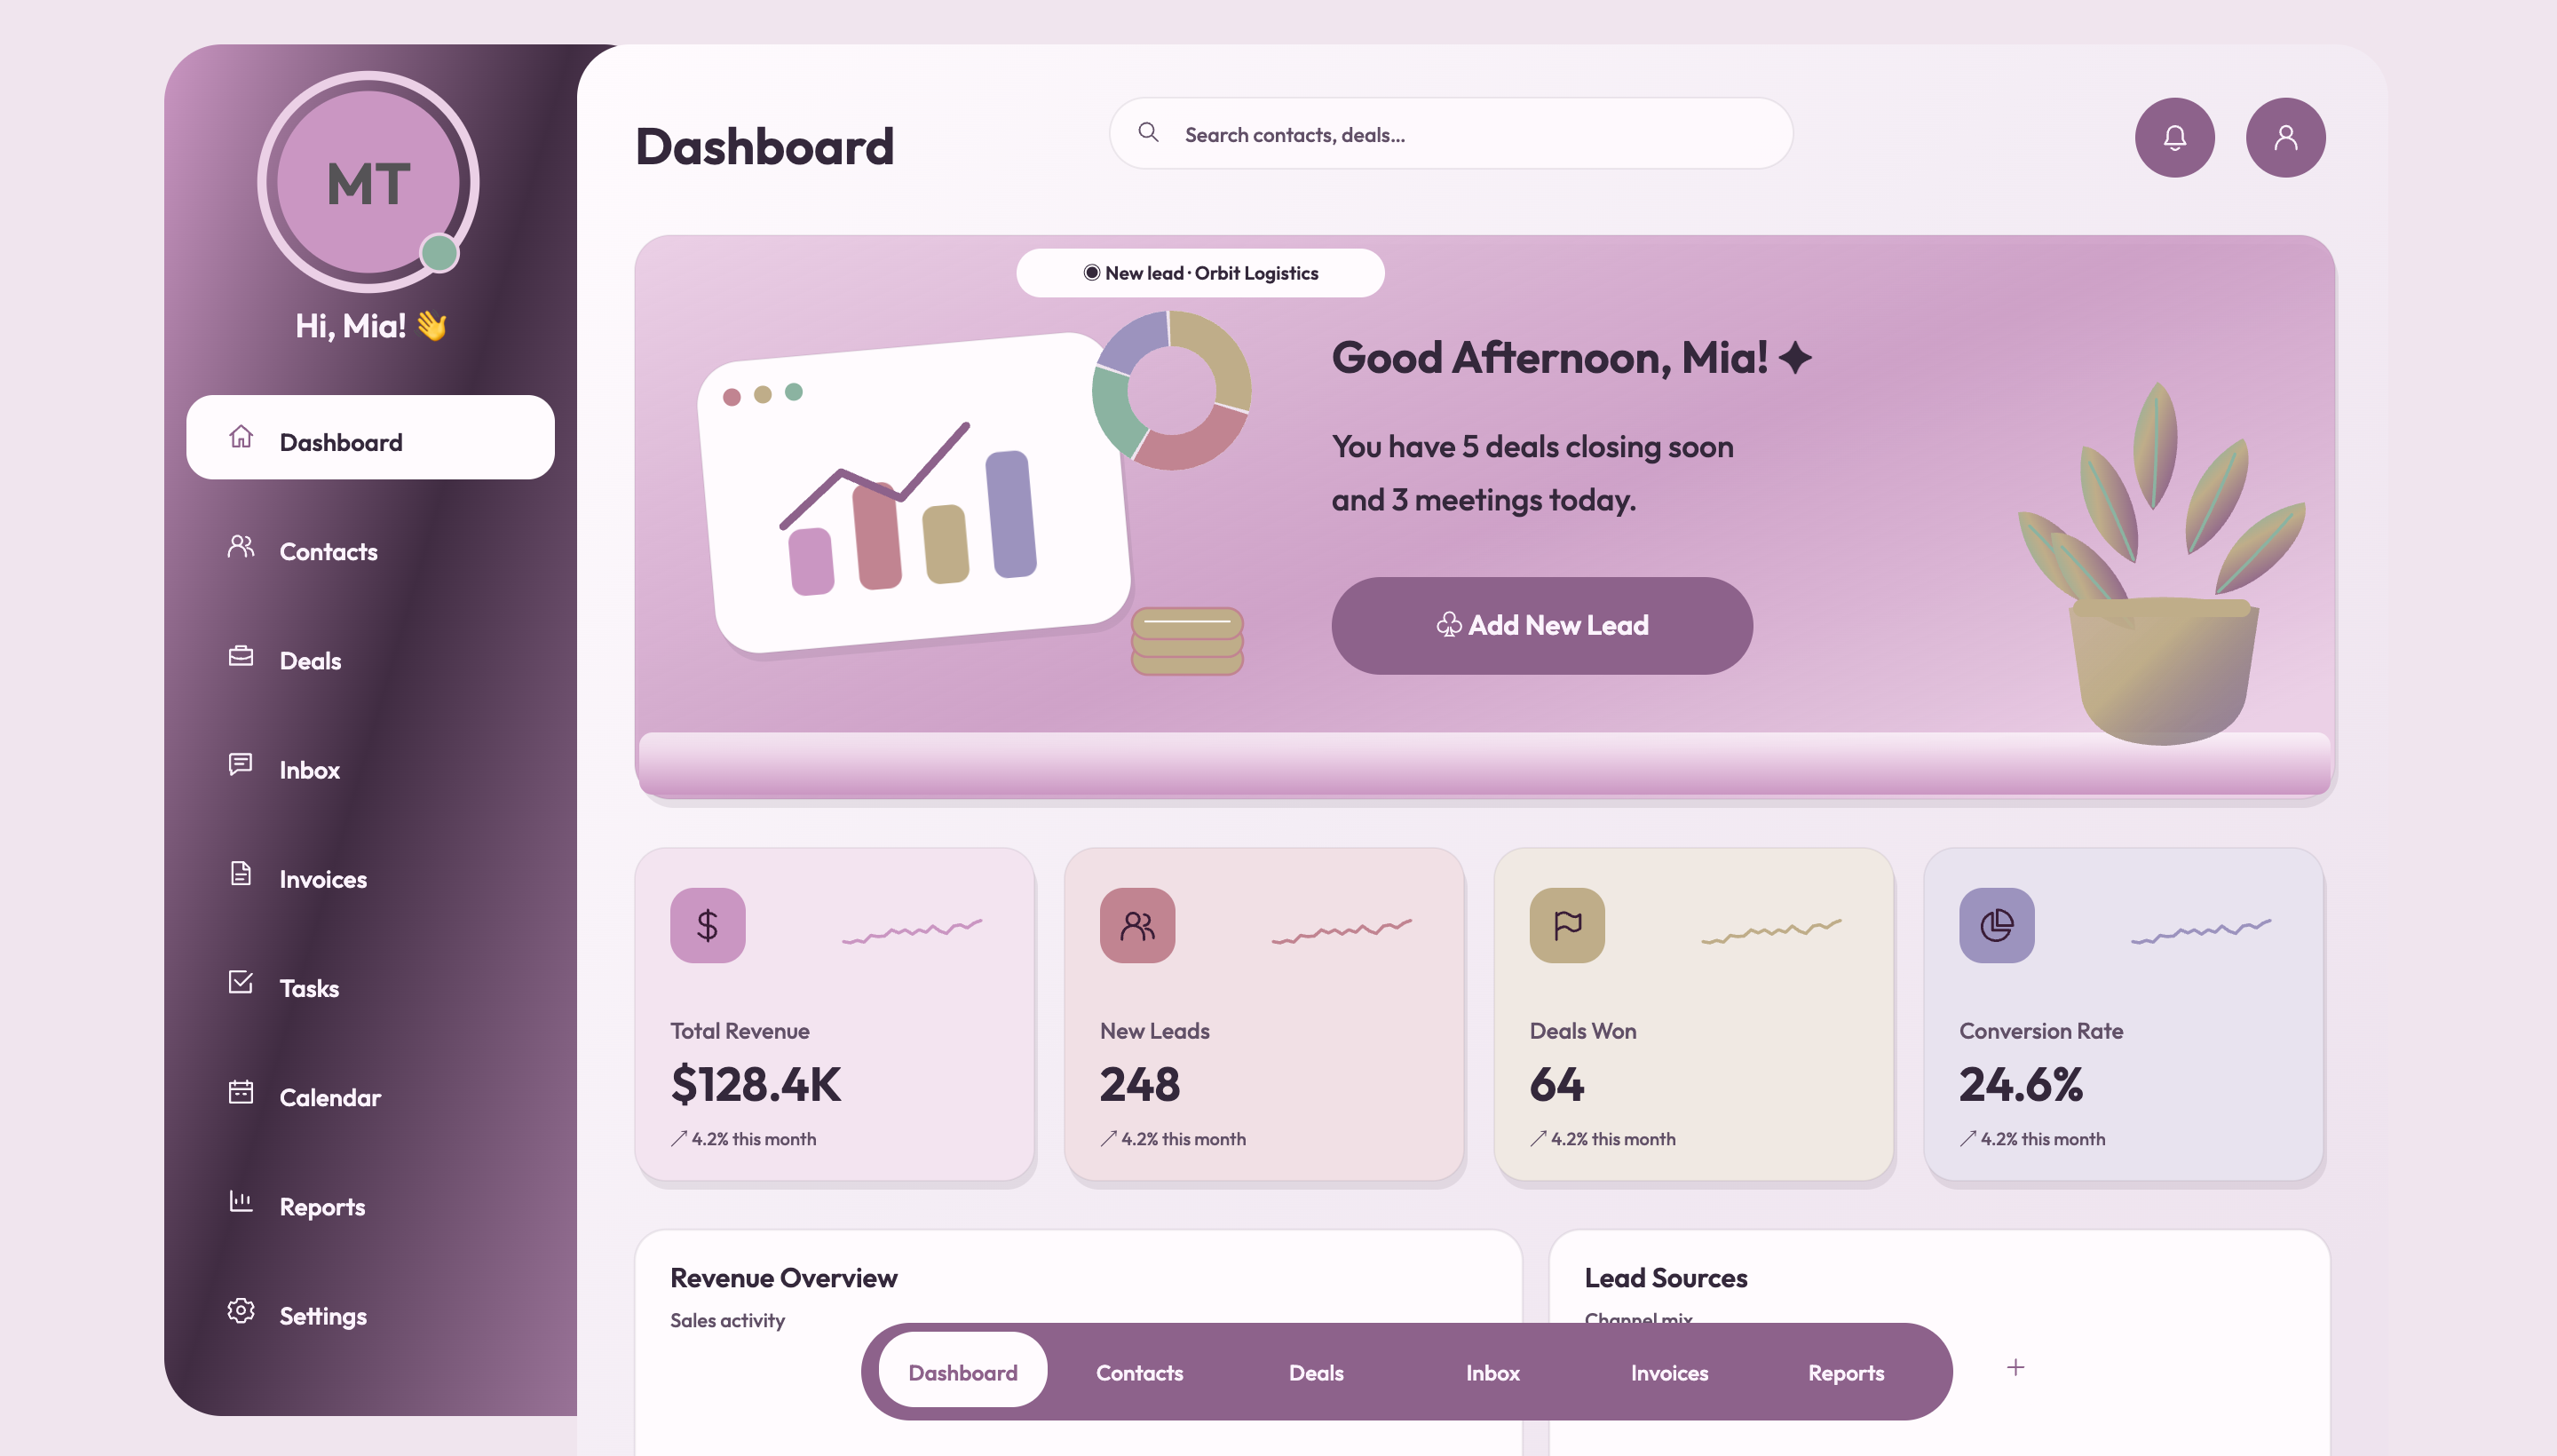 MT
Hi, Mia! 👋
Dashboard
Contacts
Deals
Inbox
Invoices
Tasks
Calendar
Reports
Settings
Dashboard
Search contacts, deals...
◉ New lead · Orbit Logistics
Good Afternoon, Mia! ✦
You have 5 deals closing soon
and 3 meetings today.
♧ Add New Lead
$
Total Revenue
$128.4K
↗ 4.2% this month
New Leads
248
↗ 4.2% this month
Deals Won
64
↗ 4.2% this month
Conversion Rate
24.6%
↗ 4.2% this month
Revenue Overview
Sales activity
Lead Sources
Channel mix
Dashboard
Contacts
Deals
Inbox
Invoices
Reports
+